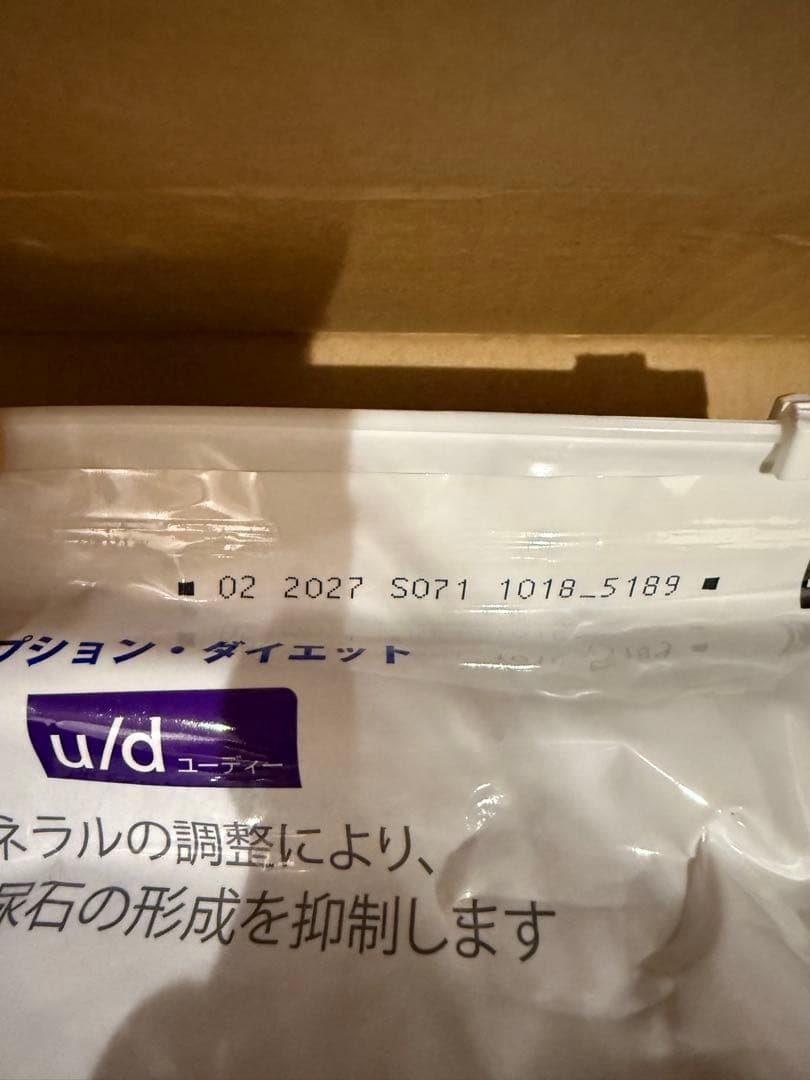 ■ 02 2027 S071 1018_5189 ■
プション・ダイエット
u/d ユーディー
ネラルの調整により、
尿石の形成を抑制します